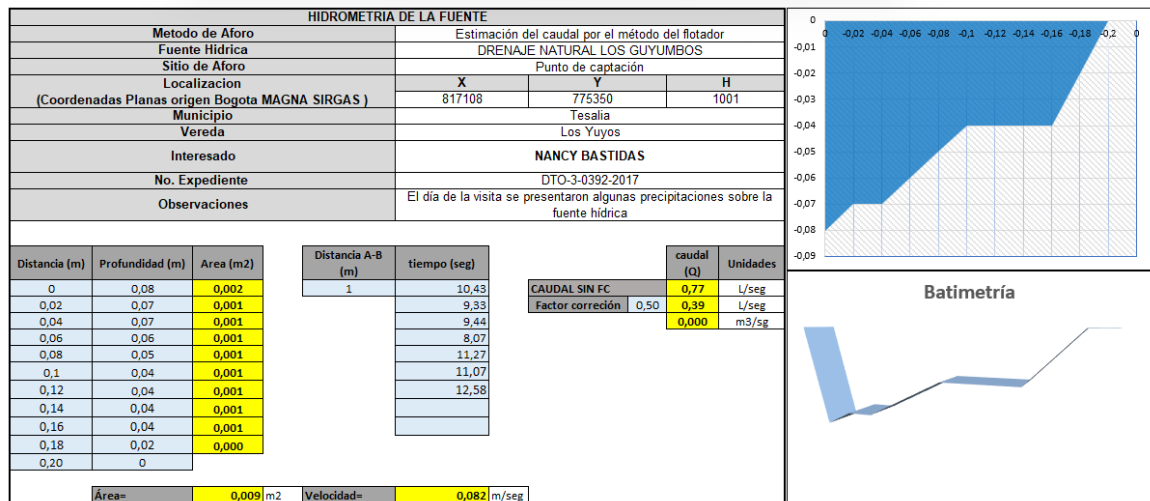 HIDROMETRIA DE LA FUENTE
Metodo de Aforo Estimación del caudal por el método del flotador
Fuente Hidrica DRENAJE NATURAL LOS GUYUMBOS
Sitio de Aforo Punto de captación
Localizacion X Y H
(Coordenadas Planas origen Bogota MAGNA SIRGAS ) 817108 775350 1001
Municipio Tesalia
Vereda Los Yuyos
Interesado NANCY BASTIDAS
No. Expediente DTO-3-0392-2017
Observaciones El día de la visita se presentaron algunas precipitaciones sobre la
fuente hídrica
Distancia (m) Profundidad (m) Area (m2)
0 0,08 0,002
0,02 0,07 0,001
0,04 0,07 0,001
0,06 0,06 0,001
0,08 0,05 0,001
0,1 0,04 0,001
0,12 0,04 0,001
0,14 0,04 0,001
0,16 0,04 0,001
0,18 0,02 0,000
0,20 0
Distancia A-B
(m) tiempo (seg)
1 10,43
9,33
9,44
8,07
11,27
11,07
12,58
caudal
(Q) Unidades
CAUDAL SIN FC 0,77 L/seg
Factor correción 0,50 0,39 L/seg
0,000 m3/sg
Área= 0,009 m2 Velocidad= 0,082 m/seg
0 0 -0,02 -0,04 -0,06 -0,08 -0,1 -0,12 -0,14 -0,16 -0,18 -0,2 0
-0,01
-0,02
-0,03
-0,04
-0,05
-0,06
-0,07
-0,08
-0,09
Batimetría